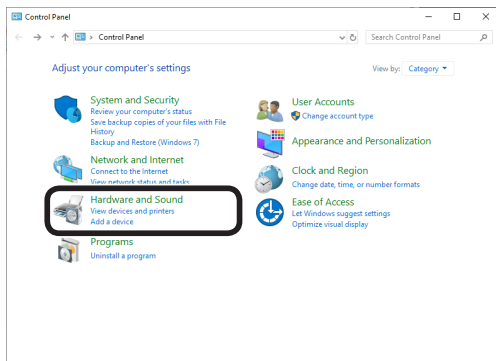 Control Panel
Control Panel
Search Control Panel
Adjust your computer's settings
View by: Category
System and Security
Review your computer's status
Save backup copies of your files with File
History
Backup and Restore (Windows 7)
Network and Internet
Connect to the Internet
View network status and tasks
Hardware and Sound
View devices and printers
Add a device
Programs
Uninstall a program
User Accounts
Change account type
Appearance and Personalization
Clock and Region
Change date, time, or number formats
Ease of Access
Let Windows suggest settings
Optimize visual display